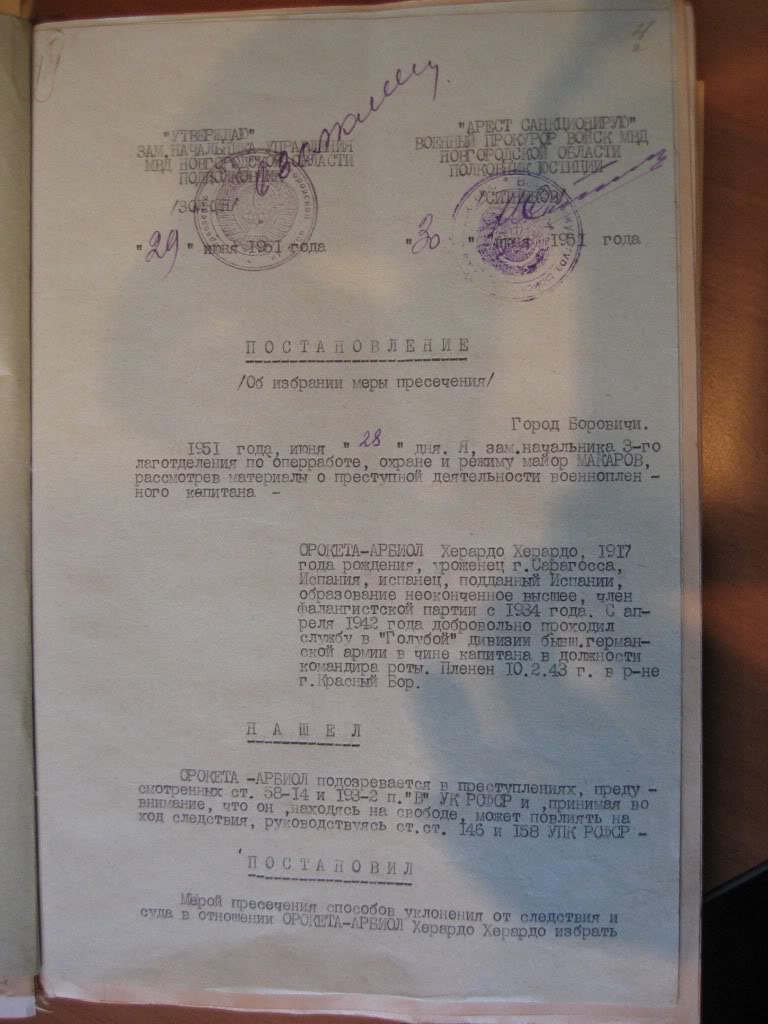 "УТВЕРЖДАЮ"
ЗАМ.НАЧАЛЬНИКА УПРАВЛЕНИЯ
МВД НОВГОРОДСКОЙ ОБЛАСТИ
ПОДПОЛКОВНИК
"29" июня 1951 года
"АРЕСТ САНКЦИОНИРУЮ"
ВОЕННЫЙ ПРОКУРОР ВОЙСК МВД
НОВГОРОДСКОЙ ОБЛАСТИ
ПОЛКОВНИК ЮСТИЦИИ
"30" июня 1951 года
ПОСТАНОВЛЕНИЕ
/Об избрании меры пресечения/
Город Боровичи.
1951 года, июня "28" дня. Я, зам.начальника 3-го
лаготделения по оперработе, охране и режиму майор МАКАРОВ,
рассмотрев материалы о преступной деятельности военноплен -
ного капитана -
ОРОКЕТА-АРБИОЛ Херардо Херардо, 1917
года рождения, уроженец г.Сарагосса,
Испания, испанец, подданный Испании,
образование неоконченное высшее, член
фалангистской партии с 1934 года. С ап-
реля 1942 года добровольно проходил
службу в "Голубой" дивизии бывш.герман-
ской армии в чине капитана в должности
командира роты. Пленен 10.2.43 г. в р-не
г.Красный Бор.
НАШЕЛ
ОРОКЕТА -АРБИОЛ подозревается в преступлениях, преду -
смотренных ст. 58-14 и 193-2 п."В" УК РСФСР и ,принимая во
внимание, что он ,находясь на свободе, может повлиять на
ход следствия, руководствуясь ст.ст. 145 и 158 УПК РСФСР -
ПОСТАНОВИЛ
Мерой пресечения способов уклонения от следствия и
суда в отношении ОРОКЕТА-АРБИОЛ Херардо Херардо избрать